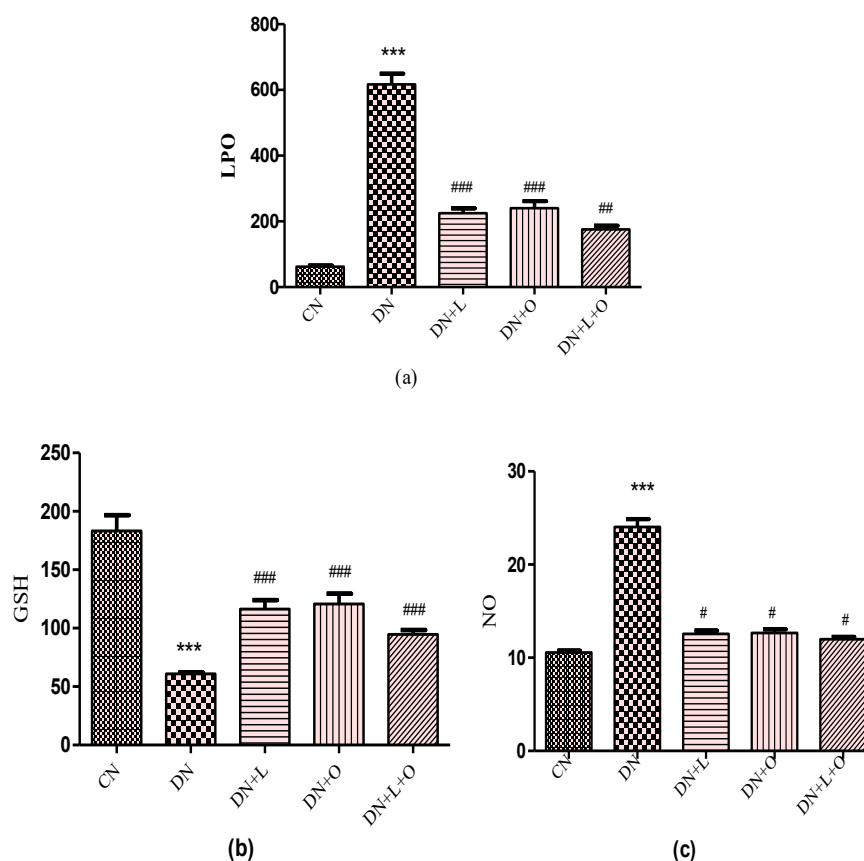 800
***
600
LPO
400
### ### ##
200
0
CN DN DN+L DN+O DN+L+O
(a)
250
200
GSH
150
### ### ###
100
***
50
0
CN DN DN+L DN+O DN+L+O
(b)
30
***
20
NO
# # #
10
0
CN DN DN+L DN+O DN+L+O
(c)